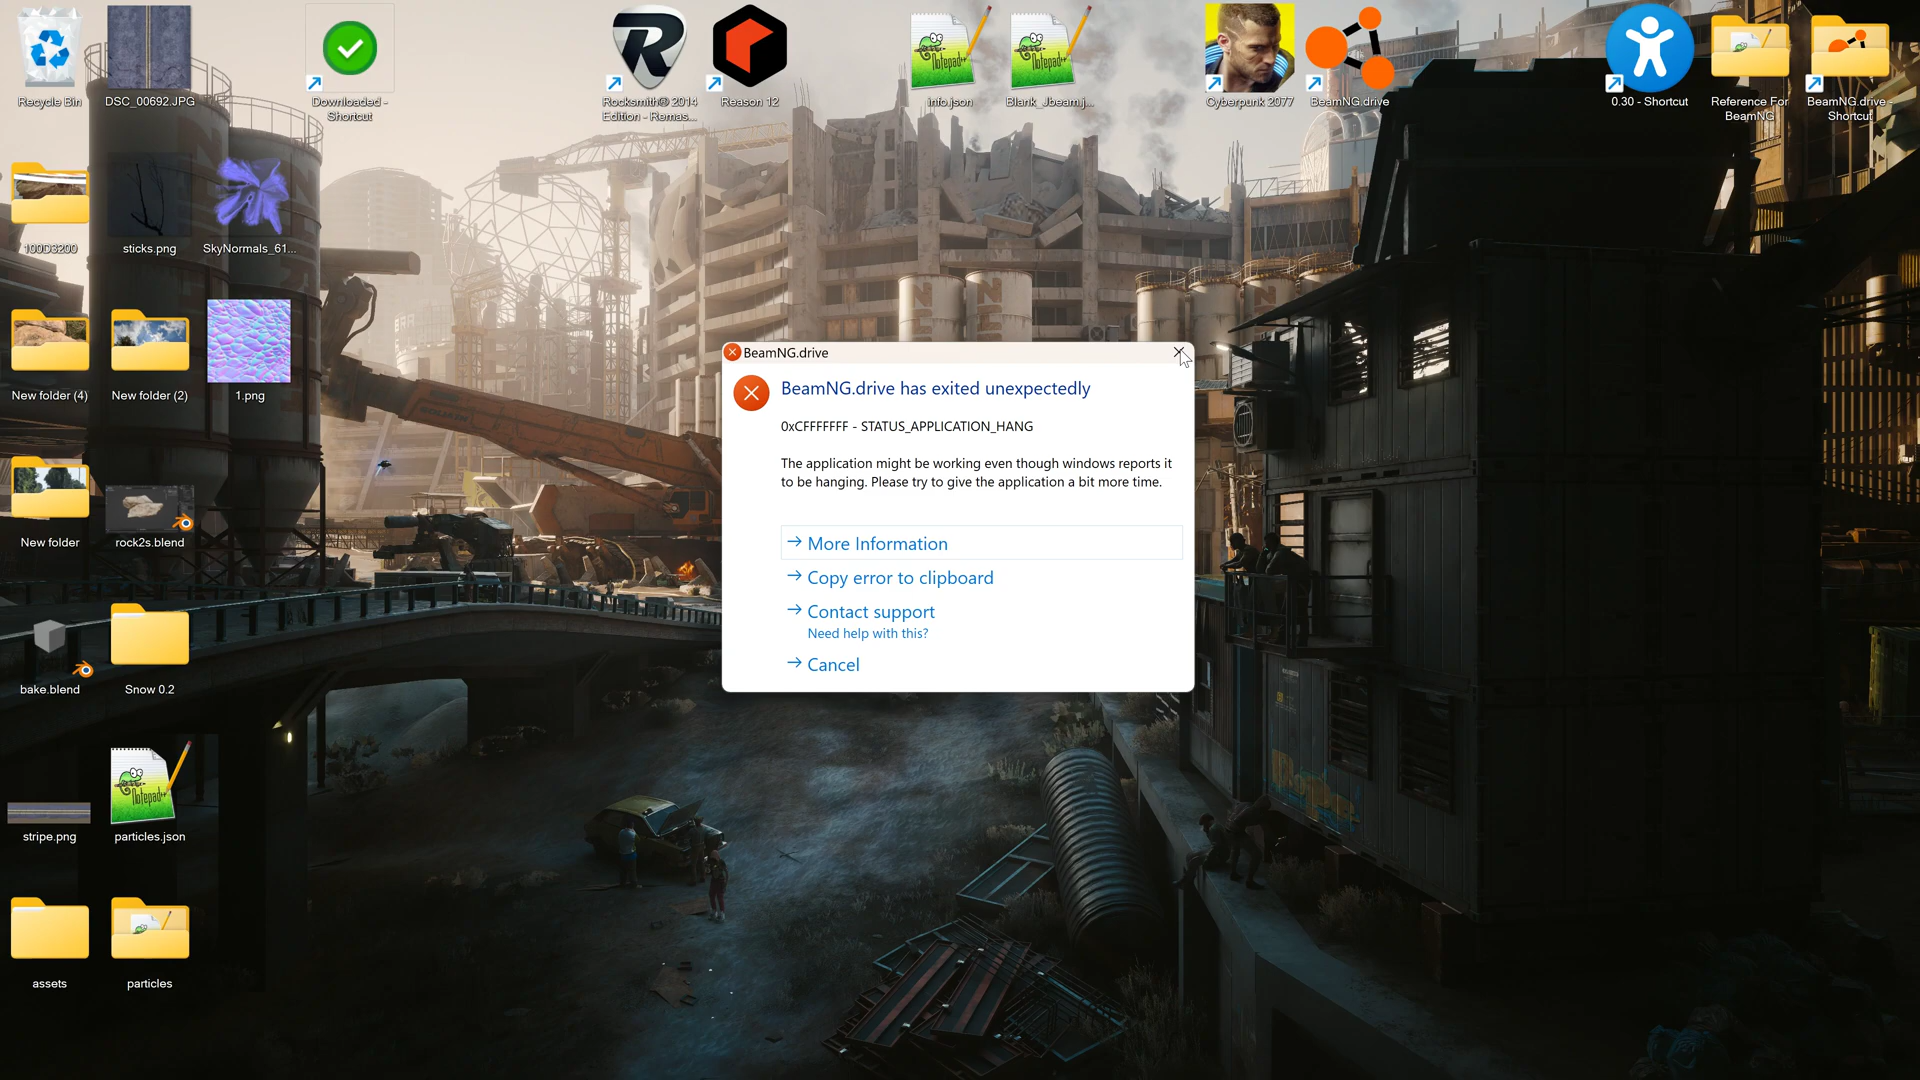 Recycle Bin
DSC_00692.JPG
Downloaded -
Shortcut
Rocksmith® 2014
Edition - Remas...
Reason 12
info.json
Blank_Jbeam.j...
Cyberpunk 2077
BeamNG.drive
0.30 - Shortcut
Reference For
BeamNG
BeamNG.drive -
Shortcut
100D3200
sticks.png
SkyNormals_61...
New folder (4)
New folder (2)
1.png
New folder
rock2s.blend
bake.blend
Snow 0.2
stripe.png
particles.json
assets
particles
BeamNG.drive
BeamNG.drive has exited unexpectedly
0xCFFFFFFF - STATUS_APPLICATION_HANG
The application might be working even though windows reports it
to be hanging. Please try to give the application a bit more time.
More Information
Copy error to clipboard
Contact support
Need help with this?
Cancel